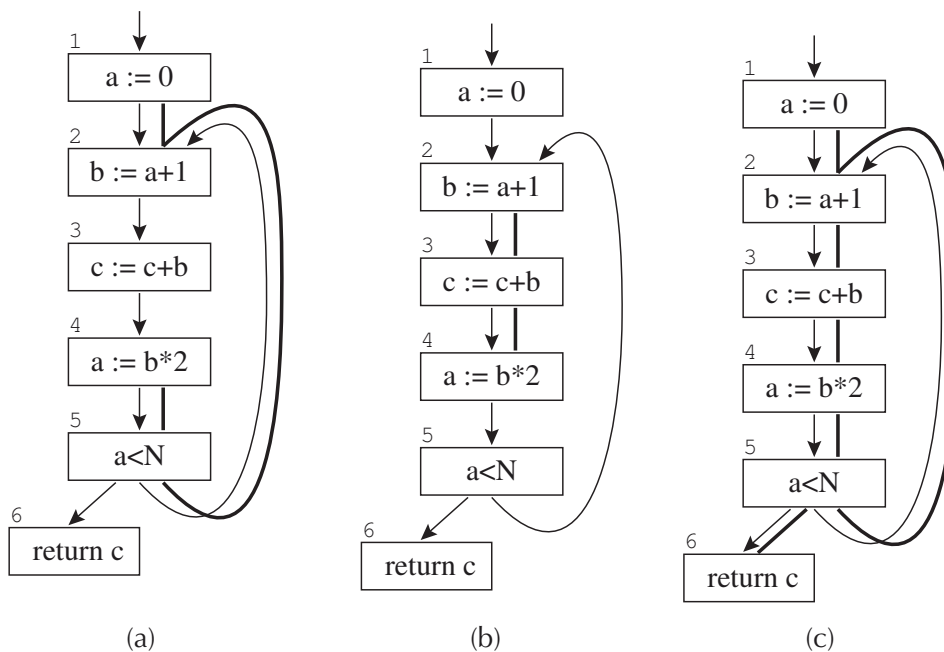 1
a := 0
2
b := a+1
3
c := c+b
4
a := b*2
5
a<N
6
return c
(a)
1
a := 0
2
b := a+1
3
c := c+b
4
a := b*2
5
a<N
6
return c
(b)
1
a := 0
2
b := a+1
3
c := c+b
4
a := b*2
5
a<N
6
return c
(c)